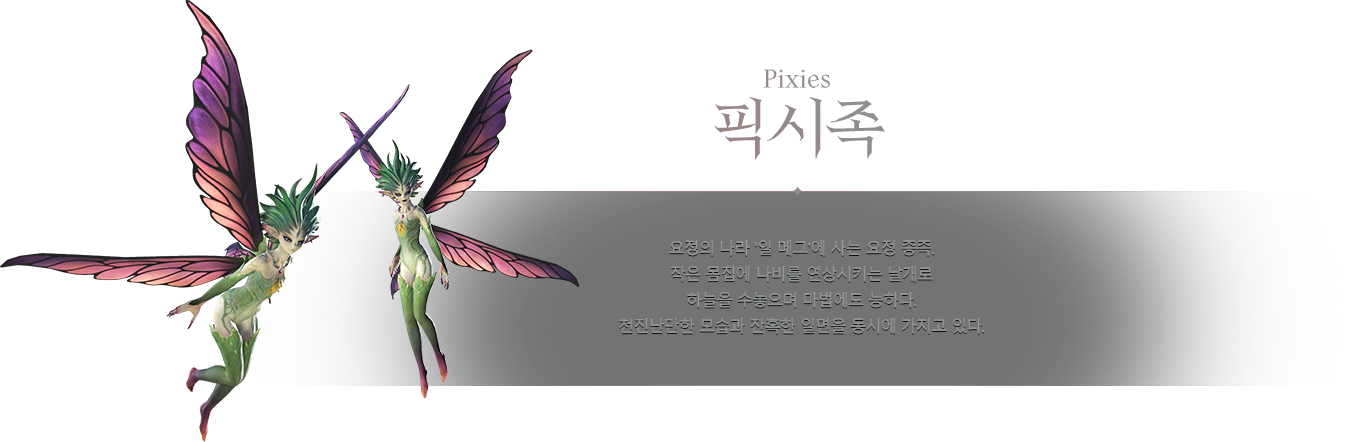 Pixies
픽시족
요정의 나라 '일 메그'에 사는 요정 종족.
작은 몸집에 나비를 연상시키는 날개로
하늘을 수놓으며 마법에도 능하다.
천진난만한 모습과 잔혹한 일면을 동시에 가지고 있다.